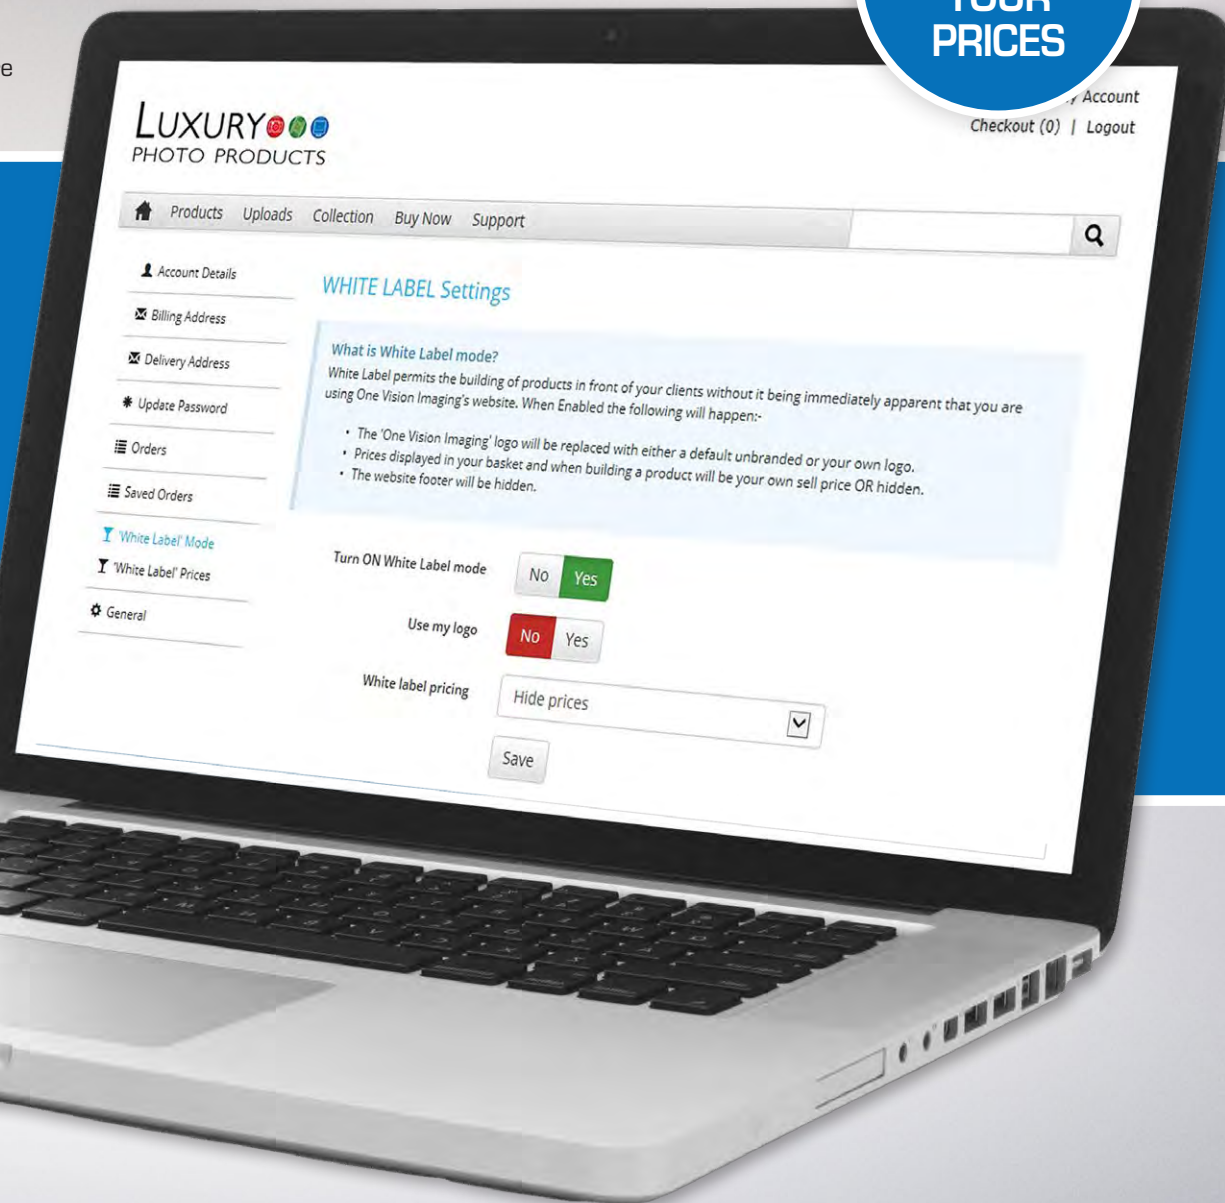 YOUR
PRICES
LUXURY
PHOTO PRODUCTS
Account
Checkout (0) | Logout
Products Uploads Collection Buy Now Support
Account Details
Billing Address
Delivery Address
Update Password
Orders
Saved Orders
'White Label' Mode
'White Label' Prices
General
WHITE LABEL Settings
What is White Label mode?
White Label permits the building of products in front of your clients without it being immediately apparent that you are
using One Vision Imaging's website. When Enabled the following will happen:-
• The 'One Vision Imaging' logo will be replaced with either a default unbranded or your own logo.
• Prices displayed in your basket and when building a product will be your own sell price OR hidden.
• The website footer will be hidden.
Turn ON White Label mode No Yes
Use my logo No Yes
White label pricing Hide prices
Save